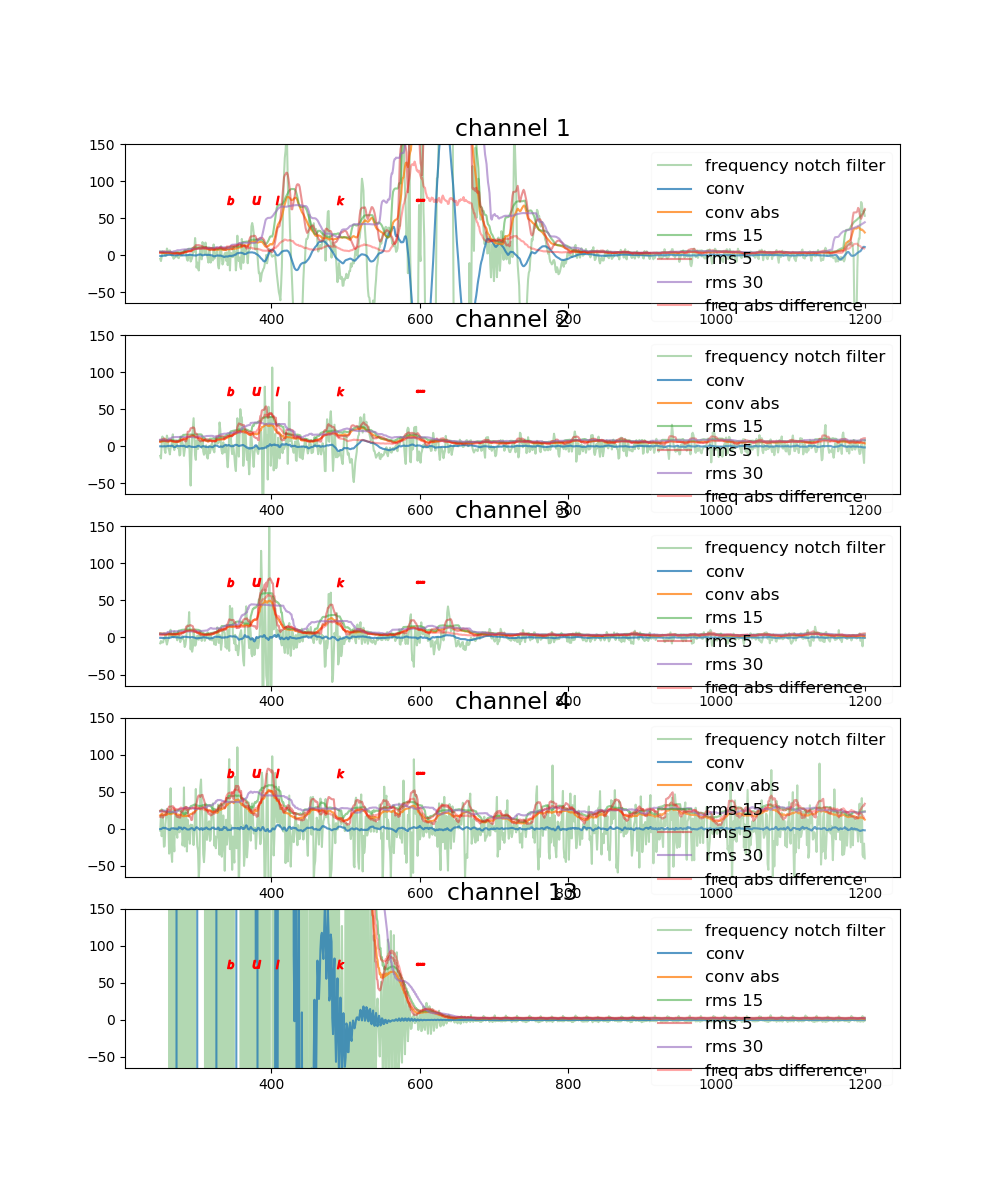 channel 1
150
100
50
0
−50
b U l k –
frequency notch filter
conv
conv abs
rms 15
rms 5
rms 30
freq abs difference
400 600 800 1000 1200
channel 2
150
100
50
0
−50
b U l k –
frequency notch filter
conv
conv abs
rms 15
rms 5
rms 30
freq abs difference
400 600 800 1000 1200
channel 3
150
100
50
0
−50
b U l k –
frequency notch filter
conv
conv abs
rms 15
rms 5
rms 30
freq abs difference
400 600 800 1000 1200
channel 4
150
100
50
0
−50
b U l k –
frequency notch filter
conv
conv abs
rms 15
rms 5
rms 30
freq abs difference
400 600 800 1000 1200
channel 13
150
100
50
0
−50
b U l k –
frequency notch filter
conv
conv abs
rms 15
rms 5
rms 30
freq abs difference
400 600 800 1000 1200